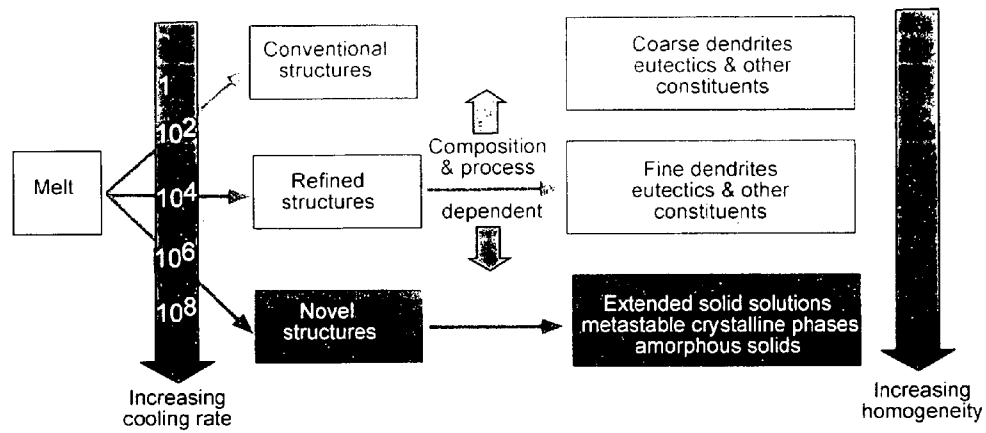 Melt
1
10²
10⁴
10⁶
10⁸
Increasing
cooling rate
Conventional
structures
Refined
structures
Novel
structures
Composition
& process
dependent
Coarse dendrites
eutectics & other
constituents
Fine dendrites
eutectics & other
constituents
Extended solid solutions
metastable crystalline phases
amorphous solids
Increasing
homogeneity